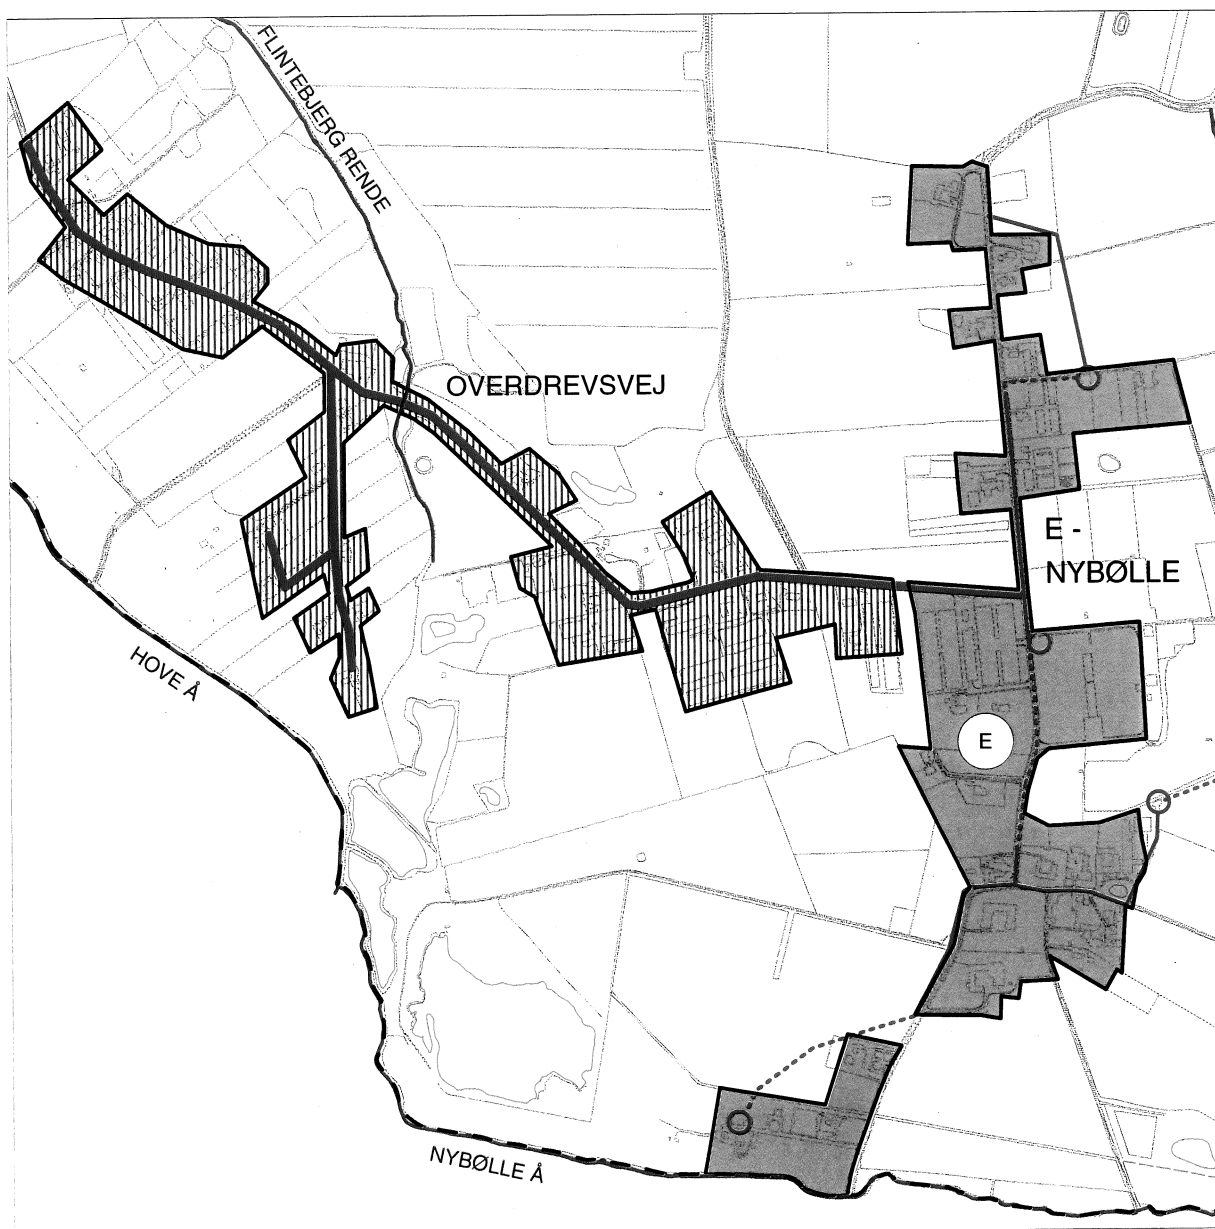 FLINTEBJERG RENDE
OVERDREVSVEJ
E -
NYBØLLE
HOVE Å
E
NYBØLLE Å